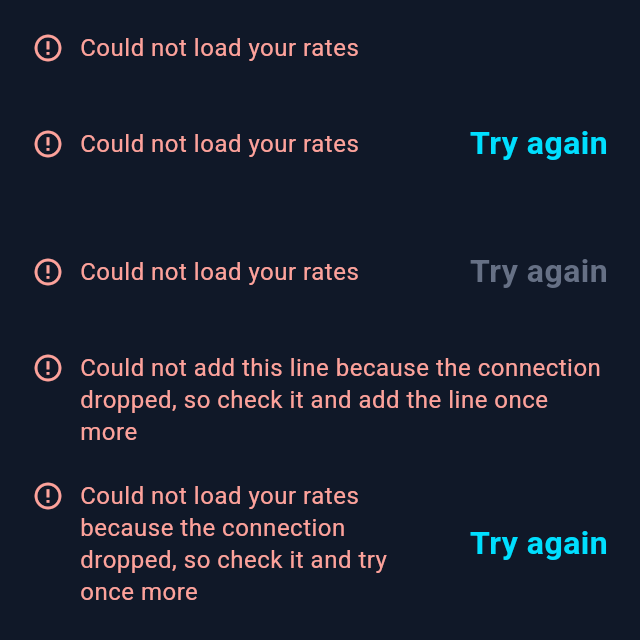 Could not load your rates
Could not load your rates Try again
Could not load your rates Try again
Could not add this line because the connection
dropped, so check it and add the line once
more
Could not load your rates
because the connection
dropped, so check it and try
once more
Try again